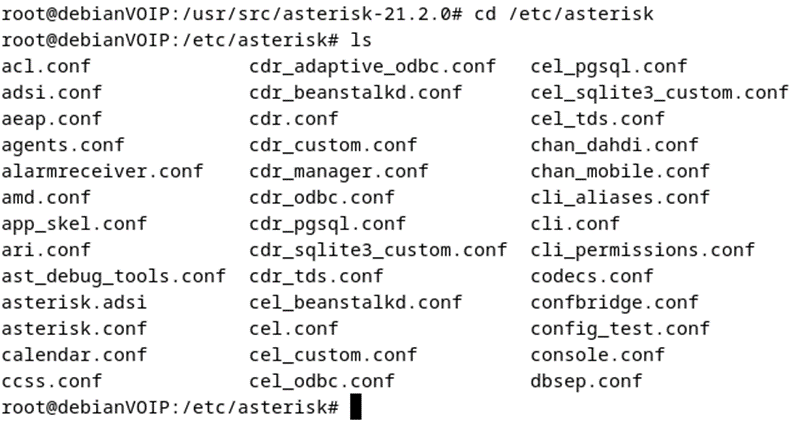 root@debianVOIP:/usr/src/asterisk-21.2.0# cd /etc/asterisk
root@debianVOIP:/etc/asterisk# ls
acl.conf cdr_adaptive_odbc.conf cel_pgsql.conf
adsi.conf cdr_beanstalkd.conf cel_sqlite3_custom.conf
aeap.conf cdr.conf cel_tds.conf
agents.conf cdr_custom.conf chan_dahdi.conf
alarmreceiver.conf cdr_manager.conf chan_mobile.conf
amd.conf cdr_odbc.conf cli_aliases.conf
app_skel.conf cdr_pgsql.conf cli.conf
ari.conf cdr_sqlite3_custom.conf cli_permissions.conf
ast_debug_tools.conf cdr_tds.conf codecs.conf
asterisk.adsi cel_beanstalkd.conf confbridge.conf
asterisk.conf cel.conf config_test.conf
calendar.conf cel_custom.conf console.conf
ccss.conf cel_odbc.conf dbsep.conf
root@debianVOIP:/etc/asterisk#